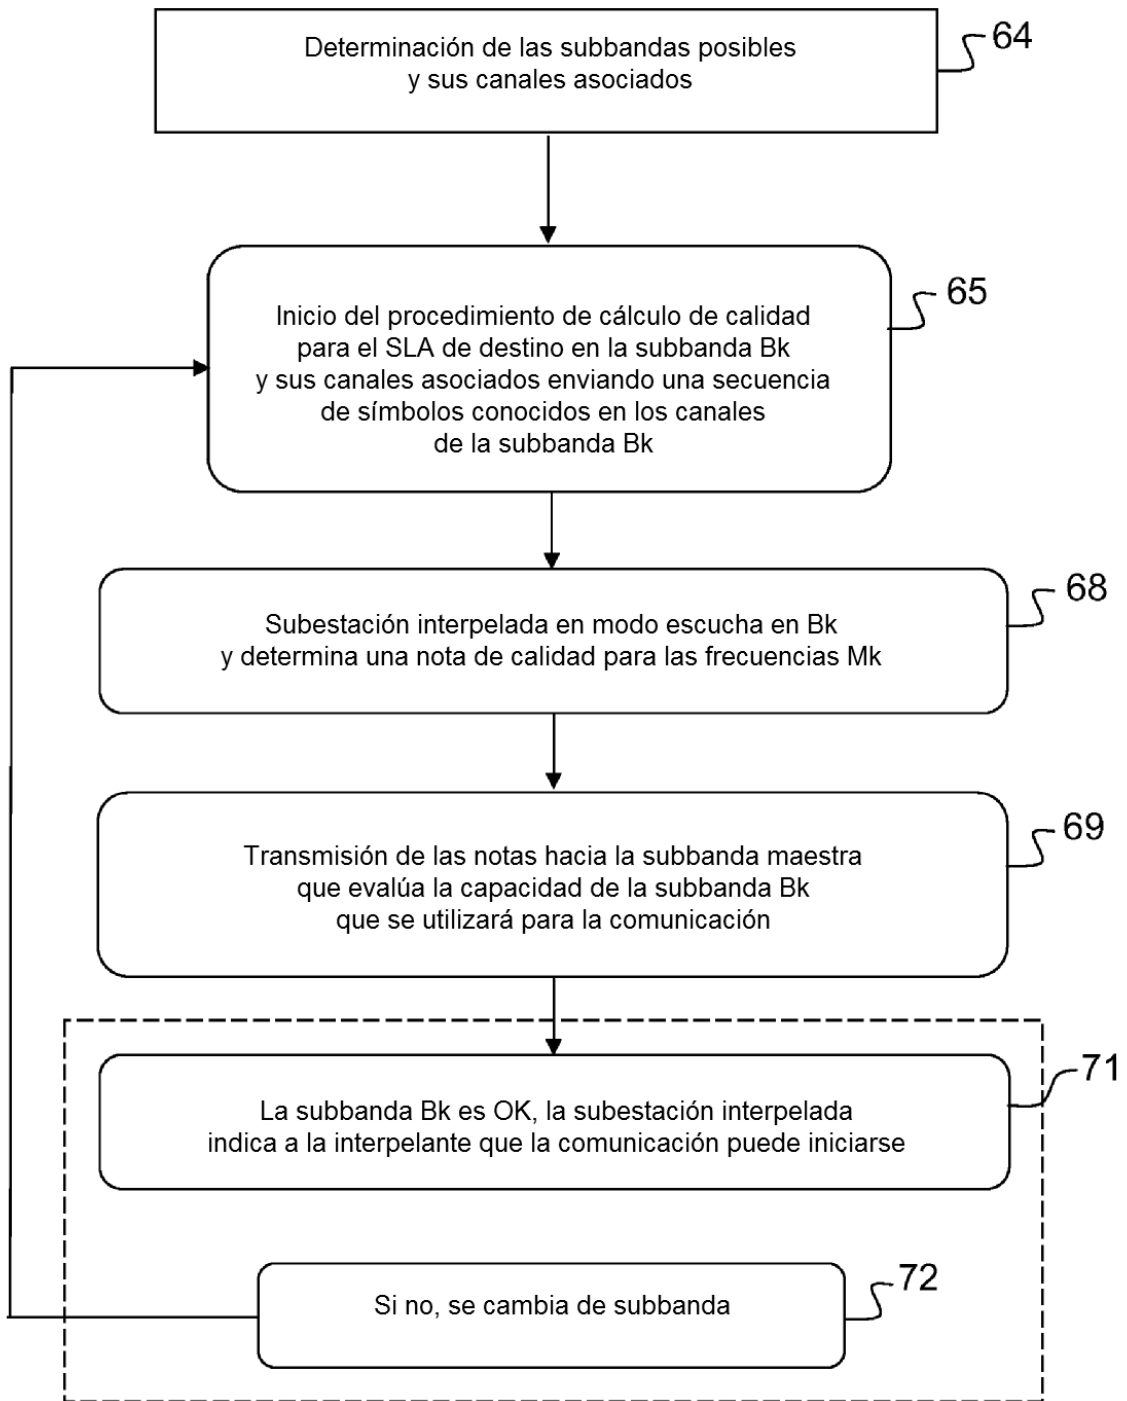 Determinación de las subbandas posibles
y sus canales asociados
64
Inicio del procedimiento de cálculo de calidad
para el SLA de destino en la subbanda Bk
y sus canales asociados enviando una secuencia
de símbolos conocidos en los canales
de la subbanda Bk
65
Subestación interpelada en modo escucha en Bk
y determina una nota de calidad para las frecuencias Mk
68
Transmisión de las notas hacia la subbanda maestra
que evalúa la capacidad de la subbanda Bk
que se utilizará para la comunicación
69
La subbanda Bk es OK, la subestación interpelada
indica a la interpelante que la comunicación puede iniciarse
71
Si no, se cambia de subbanda
72